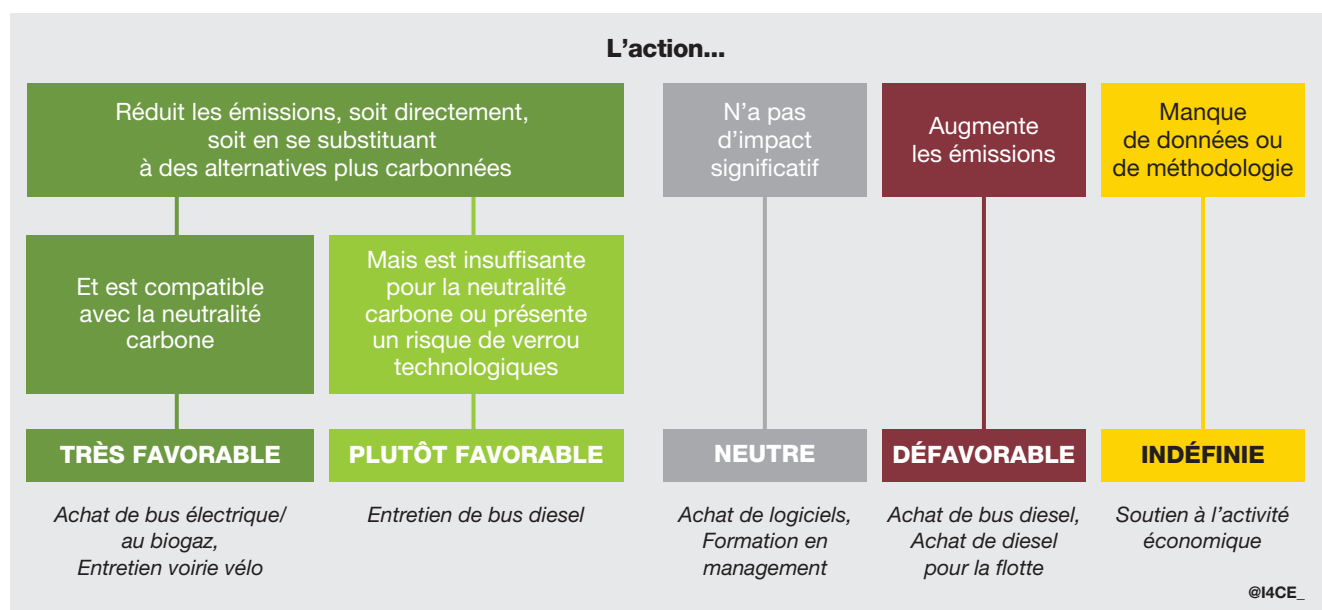 L'action...
Réduit les émissions, soit directement,
soit en se substituant
à des alternatives plus carbonnées
N'a pas
d'impact
significatif
Augmente
les émissions
Manque
de données ou
de méthodologie
Et est compatible
avec la neutralité
carbone
Mais est insuffisante
pour la neutralité
carbone ou présente
un risque de verrou
technologiques
TRÈS FAVORABLE
PLUTÔT FAVORABLE
NEUTRE
DÉFAVORABLE
INDÉFINIE
Achat de bus électrique/
au biogaz,
Entretien voirie vélo
Entretien de bus diesel
Achat de logiciels,
Formation en
management
Achat de bus diesel,
Achat de diesel
pour la flotte
Soutien à l'activité
économique
@I4CE_